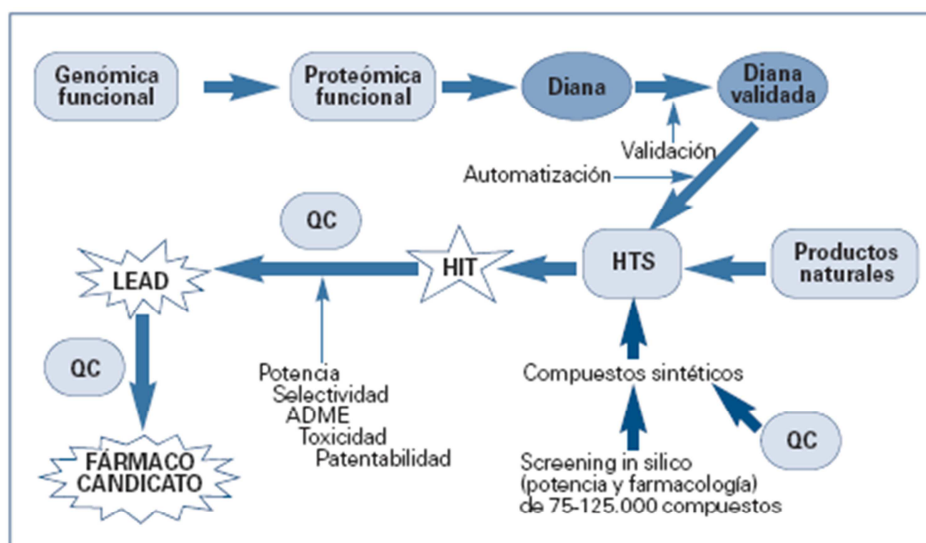 Genómica
funcional
Proteómica
funcional
Diana
Diana
validada
Validación
Automatización
QC
LEAD
HIT
HTS
Productos
naturales
QC
Potencia
Selectividad
ADME
Toxicidad
Patentabilidad
Compuestos sintéticos
QC
FÁRMACO
CANDICATO
Screening in silico
(potencia y farmacología)
de 75-125.000 compuestos